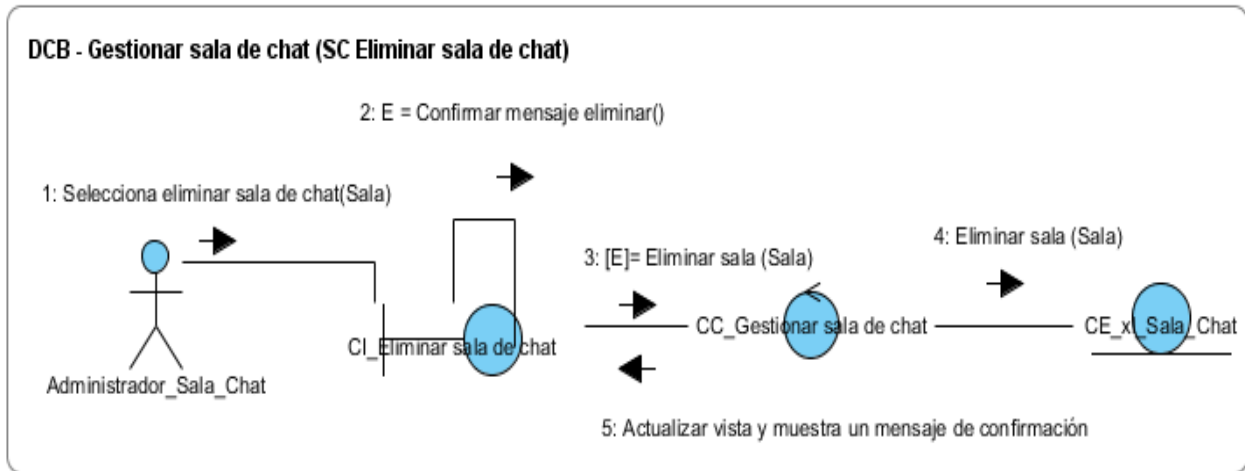 DCB - Gestionar sala de chat (SC Eliminar sala de chat)
2: E = Confirmar mensaje eliminar()
1: Selecciona eliminar sala de chat(Sala)
3: [E]= Eliminar sala (Sala)
4: Eliminar sala (Sala)
CI_Eliminar sala de chat
CC_Gestionar sala de chat
CE_xl_Sala_Chat
Administrador_Sala_Chat
5: Actualizar vista y muestra un mensaje de confirmación